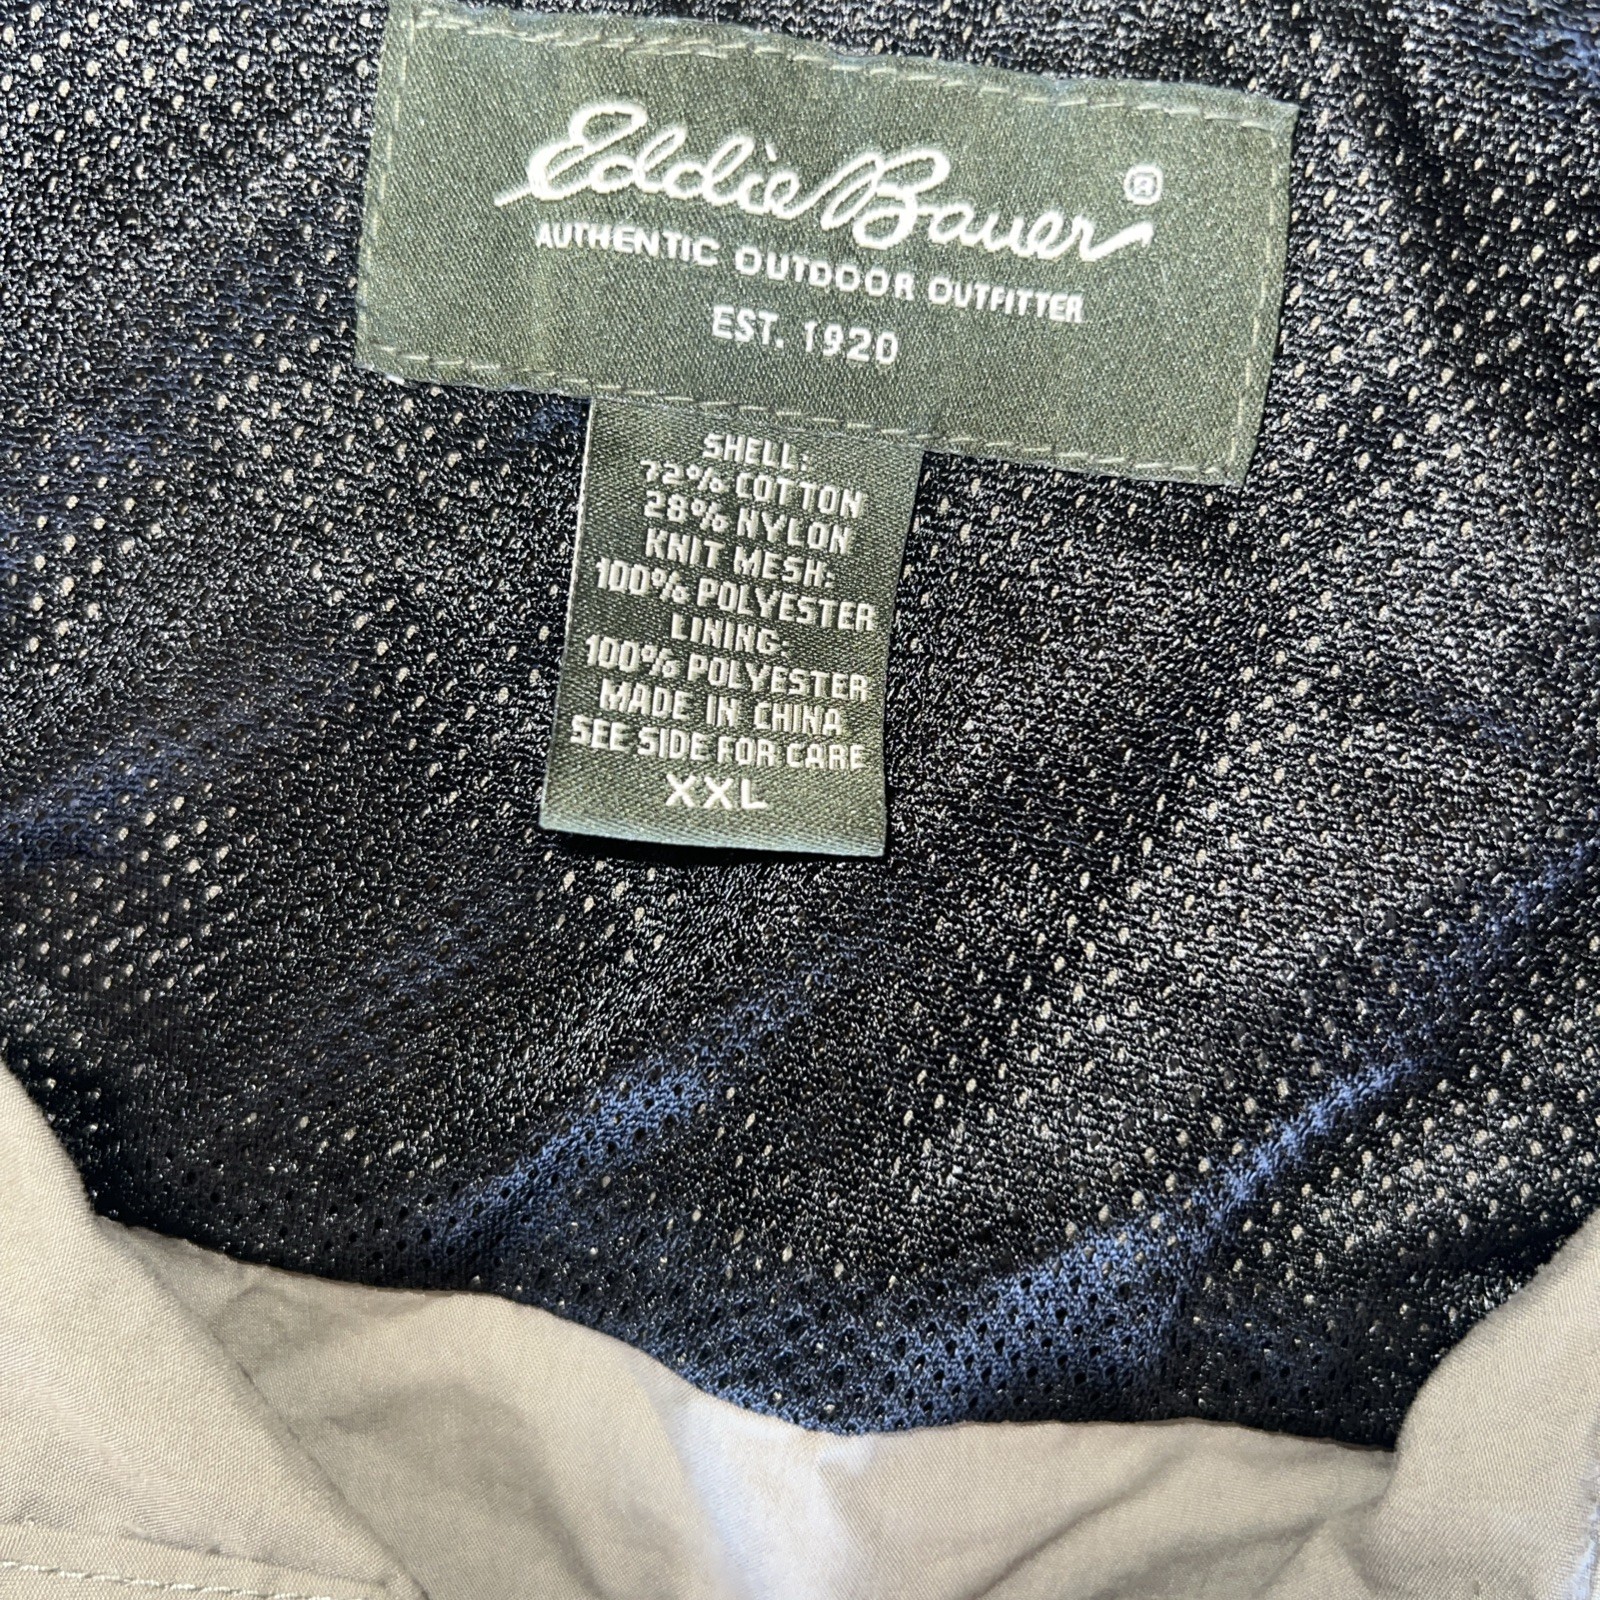 Eddie Bauer ®
AUTHENTIC OUTDOOR OUTFITTER
EST. 1920
SHELL:
72% COTTON
28% NYLON
KNIT MESH:
100% POLYESTER
LINING:
100% POLYESTER
MADE IN CHINA
SEE SIDE FOR CARE
XXL